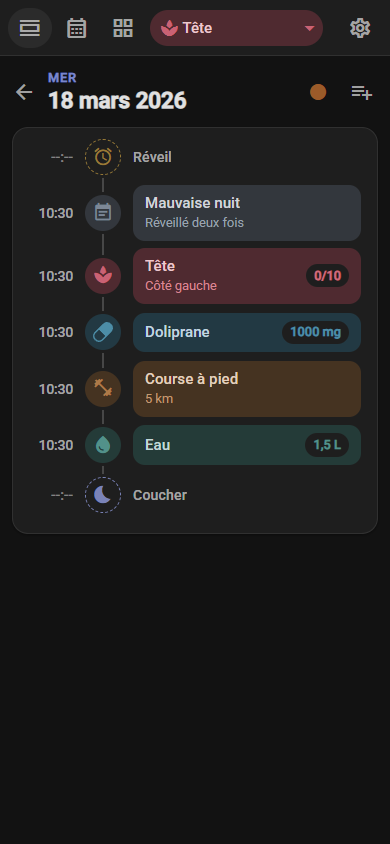 Tête
MER
18 mars 2026
--:-- Réveil
10:30 Mauvaise nuit
Réveillé deux fois
10:30 Tête 0/10
Côté gauche
10:30 Doliprane 1000 mg
10:30 Course à pied
5 km
10:30 Eau 1,5 L
--:-- Coucher